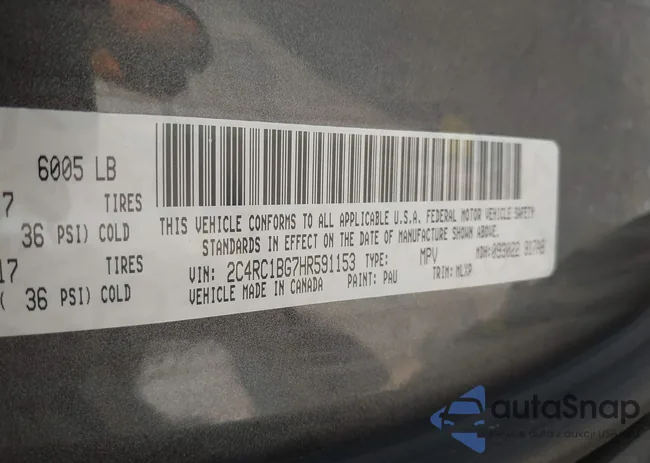 6005 LB
7 TIRES
36 PSI) COLD
17 TIRES
( 36 PSI) COLD
THIS VEHICLE CONFORMS TO ALL APPLICABLE U.S.A. FEDERAL MOTOR VEHICLE SAFETY
STANDARDS IN EFFECT ON THE DATE OF MANUFACTURE SHOWN ABOVE.
VIN: 2C4RC1BG7HR591153 TYPE: MPV MDH:
VEHICLE MADE IN CANADA PAINT: PAU TRIM:
autaSnap